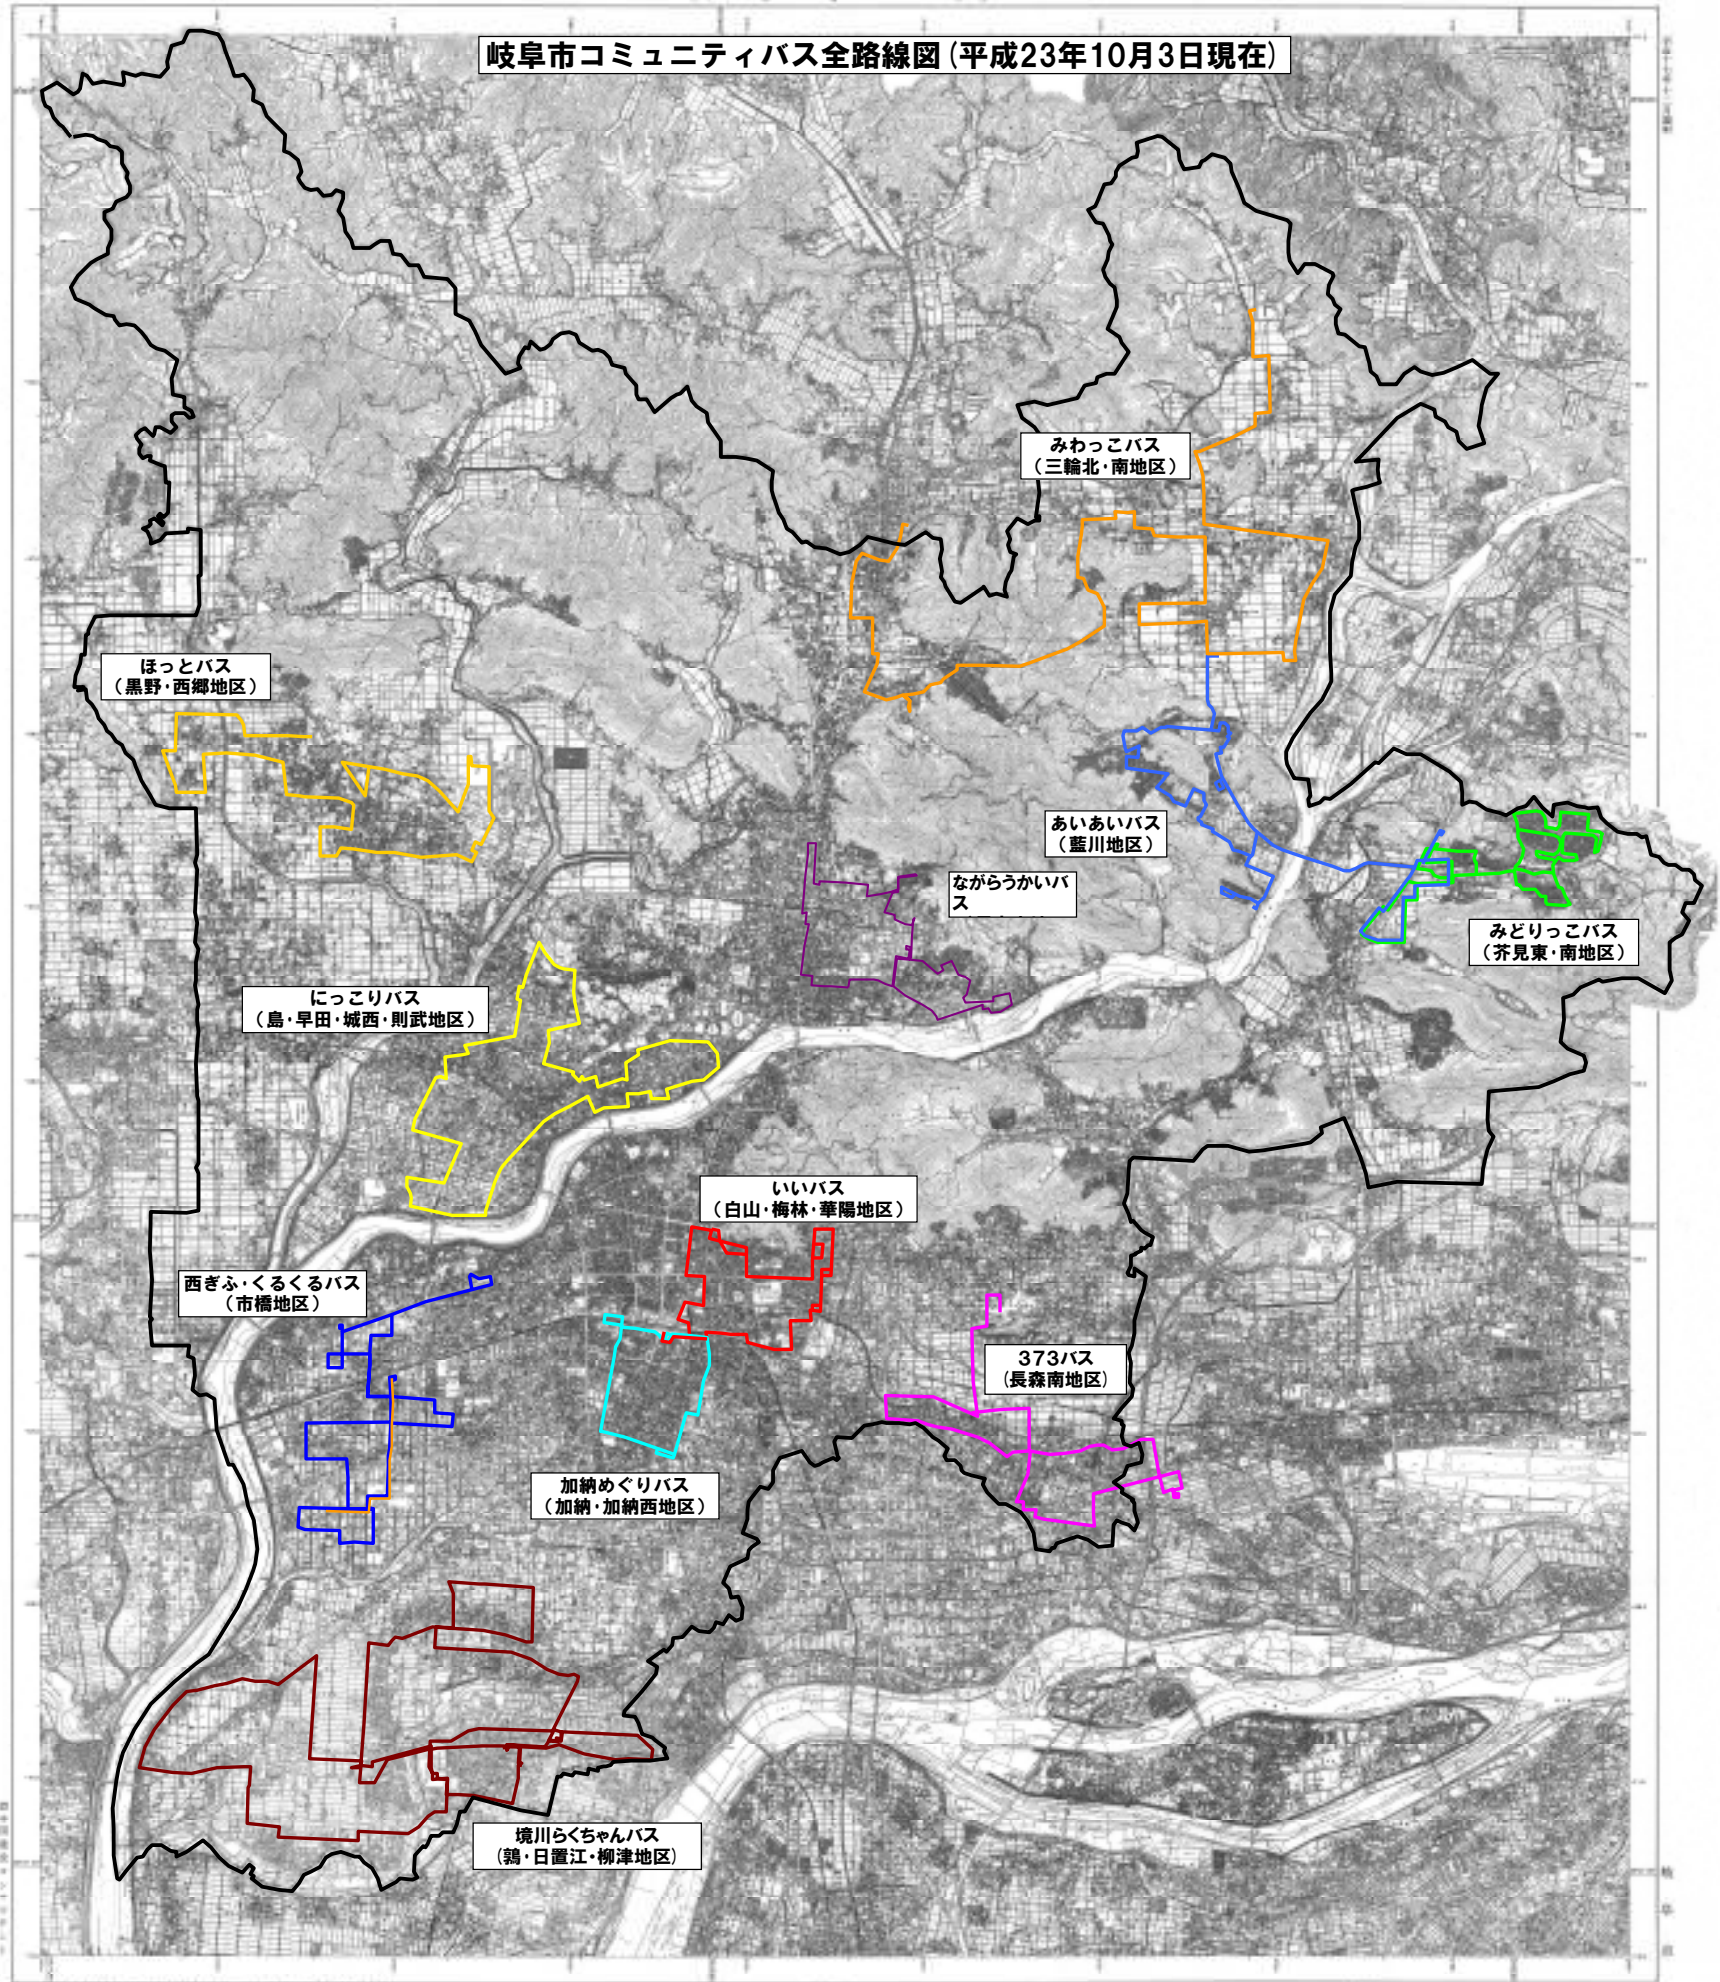 岐阜市コミュニティバス全路線図(平成23年10月3日現在)
みわっこバス
(三輪北・南地区)
ほっとバス
(黒野・西郷地区)
あいあいバス
(藍川地区)
ながらうかいバ
ス
みどりっこバス
(芥見東・南地区)
にっこりバス
(島・早田・城西・則武地区)
いいバス
(白山・梅林・華陽地区)
西ぎふ・くるくるバス
(市橋地区)
373バス
(長森南地区)
加納めぐりバス
(加納・加納西地区)
境川らくちゃんバス
(鶉・日置江・柳津地区)